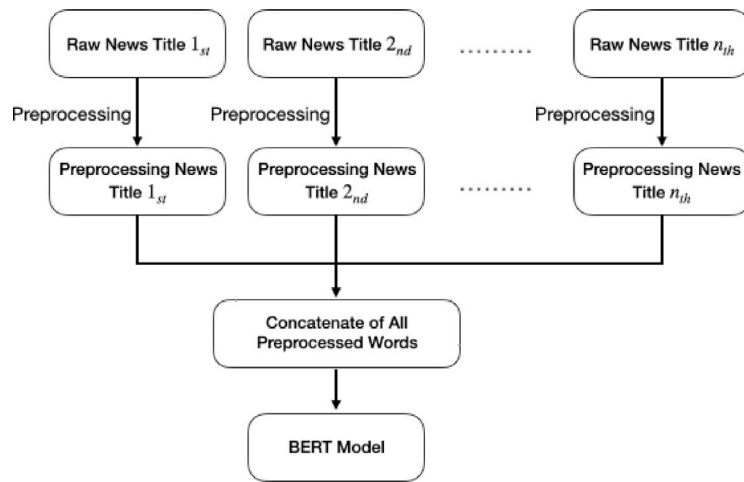 Raw News Title 1st
Raw News Title 2nd
.........
Raw News Title nth
Preprocessing
Preprocessing
Preprocessing
Preprocessing News
Title 1st
Preprocessing News
Title 2nd
.........
Preprocessing News
Title nth
Concatenate of All
Preprocessed Words
BERT Model